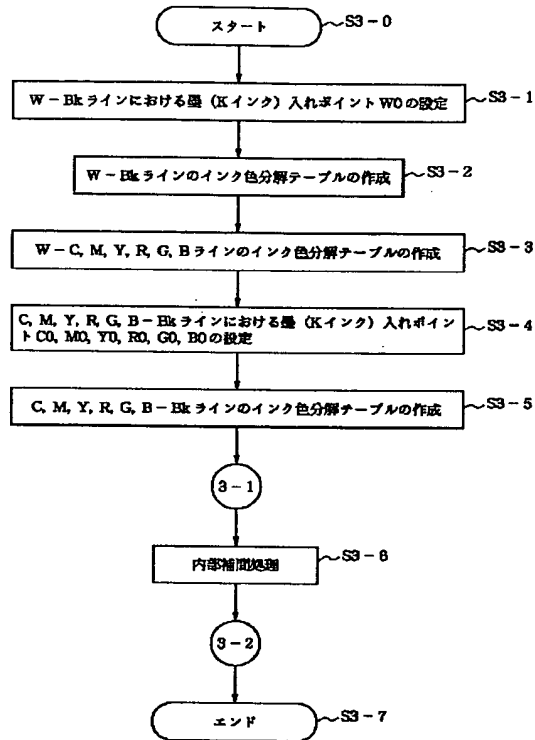 スタート
S3-0
W-Bkラインにおける墨（Kインク）入れポイントW0の設定
S3-1
W-Bkラインのインク色分解テーブルの作成
S3-2
W-C, M, Y, R, G, Bラインのインク色分解テーブルの作成
S3-3
C, M, Y, R, G, B-Bkラインにおける墨（Kインク）入れポイン
トC0, M0, Y0, R0, G0, B0の設定
S3-4
C, M, Y, R, G, B-Bkラインのインク色分解テーブルの作成
S3-5
3-1
内部補間処理
S3-6
3-2
エンド
S3-7